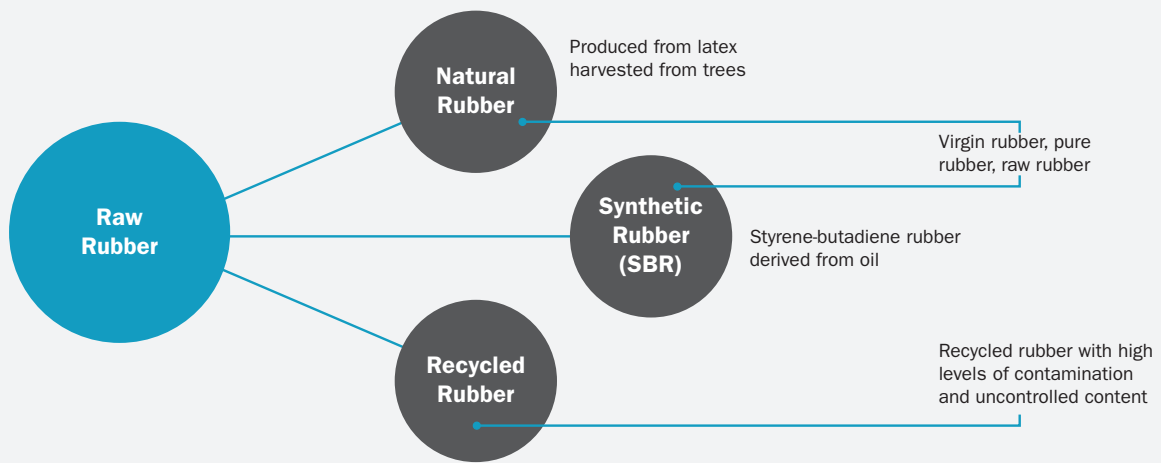 Produced from latex
harvested from trees
Natural
Rubber
Virgin rubber, pure
rubber, raw rubber
Raw
Rubber
Synthetic
Rubber
(SBR)
Styrene-butadiene rubber
derived from oil
Recycled
Rubber
Recycled rubber with high
levels of contamination
and uncontrolled content